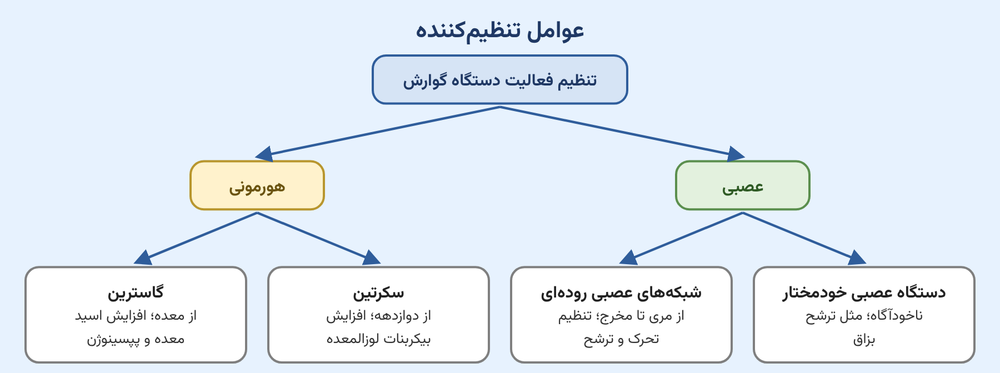 عوامل تنظیم‌کننده
تنظیم فعالیت دستگاه گوارش
عصبی
هورمونی
دستگاه عصبی خودمختار
ناخودآگاه؛ مثل ترشح
بزاق
شبکه‌های عصبی روده‌ای
از مری تا مخرج؛ تنظیم
تحرک و ترشح
سکرتین
از دوازدهه؛ افزایش
بیکربنات لوزالمعده
گاسترین
از معده؛ افزایش اسید
معده و پپسینوژن